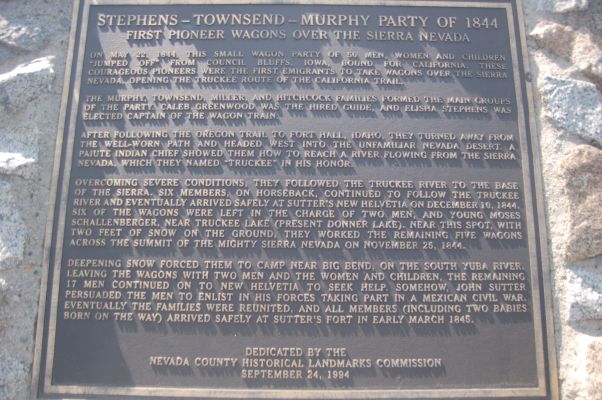 STEPHENS-TOWNSEND-MURPHY PARTY OF 1844
FIRST PIONEER WAGONS OVER THE SIERRA NEVADA
ON MAY 22, 1844, THIS SMALL WAGON PARTY OF 50 MEN, WOMEN AND CHILDREN
"JUMPED OFF" FROM COUNCIL BLUFFS, IOWA BOUND FOR CALIFORNIA. THESE
COURAGEOUS PIONEERS WERE THE FIRST EMIGRANTS TO TAKE WAGONS OVER THE SIERRA
NEVADA, OPENING THE TRUCKEE ROUTE OF THE CALIFORNIA TRAIL.
THE MURPHY, TOWNSEND, MILLER, AND HITCHCOCK FAMILIES FORMED THE MAIN GROUPS
OF THE PARTY. CALEB GREENWOOD WAS THE HIRED GUIDE, AND ELISHA STEPHENS WAS
ELECTED CAPTAIN OF THE WAGON TRAIN.
AFTER FOLLOWING THE OREGON TRAIL TO FORT HALL, IDAHO, THEY TURNED AWAY FROM
THE WELL-WORN PATH AND HEADED WEST INTO THE UNFAMILIAR NEVADA DESERT. A
PAIUTE INDIAN CHIEF SHOWED THEM HOW TO REACH A RIVER FLOWING FROM THE SIERRA
NEVADA, WHICH THEY NAMED "TRUCKEE" IN HIS HONOR.
OVERCOMING SEVERE CONDITIONS, THEY FOLLOWED THE TRUCKEE RIVER TO THE BASE
OF THE SIERRA. SIX MEMBERS, ON HORSEBACK, CONTINUED TO FOLLOW THE TRUCKEE
RIVER AND EVENTUALLY ARRIVED SAFELY AT SUTTER'S NEW HELVETIA ON DECEMBER 10, 1844.
SIX OF THE WAGONS WERE LEFT IN THE CHARGE OF TWO MEN, AND YOUNG MOSES
SCHALLENBERGER, NEAR TRUCKEE LAKE (PRESENT DONNER LAKE). NEAR THIS SPOT, WITH
TWO FEET OF SNOW ON THE GROUND, THEY WORKED THE REMAINING FIVE WAGONS
ACROSS THE SUMMIT OF THE MIGHTY SIERRA NEVADA ON NOVEMBER 25, 1844.
DEEPENING SNOW FORCED THEM TO CAMP NEAR BIG BEND, ON THE SOUTH YUBA RIVER.
LEAVING THE WAGONS WITH TWO MEN AND THE WOMEN AND CHILDREN, THE REMAINING
17 MEN CONTINUED ON TO NEW HELVETIA TO SEEK HELP. SOMEHOW, JOHN SUTTER
PERSUADED THE MEN TO ENLIST IN HIS FORCES TAKING PART IN A MEXICAN CIVIL WAR.
EVENTUALLY THE FAMILIES WERE REUNITED, AND ALL MEMBERS (INCLUDING TWO BABIES
BORN ON THE WAY) ARRIVED SAFELY AT SUTTER'S FORT IN EARLY MARCH 1845.
DEDICATED BY THE
NEVADA COUNTY HISTORICAL LANDMARKS COMMISSION
SEPTEMBER 24, 1994